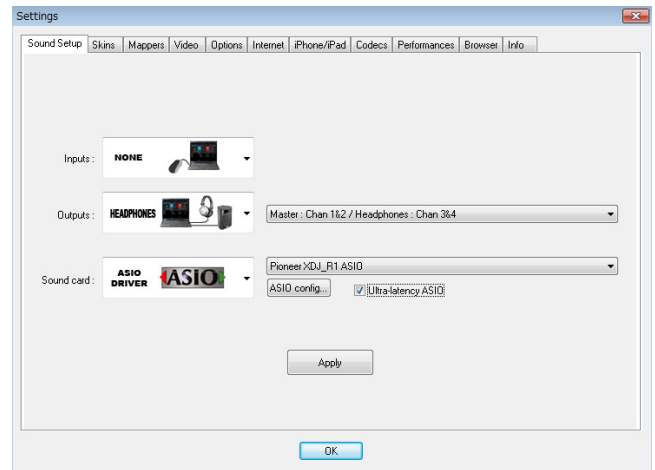 Settings
Sound Setup Skins Mappers Video Options Internet iPhone/iPad Codecs Performances Browser Info
Inputs : NONE
Outputs : HEADPHONES Master : Chan 1&2 / Headphones : Chan 3&4
Pioneer XDJ_R1 ASIO
Sound card : ASIO DRIVER ASIO
ASIO config... Ultra-latency ASIO
Apply
OK